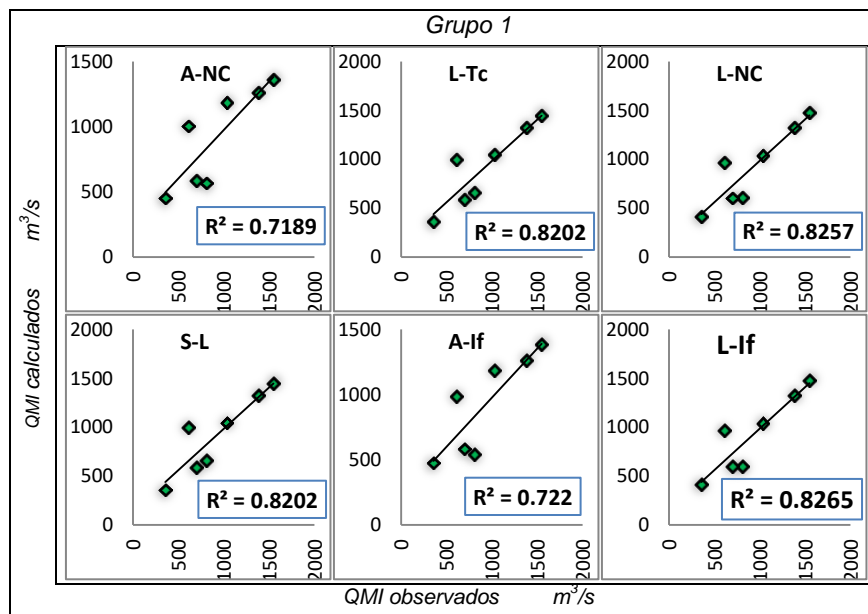 Grupo 1
QMI calculados m³/s
A-NC
1500
1000
500
0
R² = 0.7189
0 500 1000 1500 2000
L-Tc
2000
1500
1000
500
0
R² = 0.8202
0 500 1000 1500 2000
L-NC
2000
1500
1000
500
0
R² = 0.8257
0 500 1000 1500 2000
S-L
2000
1500
1000
500
0
R² = 0.8202
0 500 1000 1500 2000
A-If
1500
1000
500
0
R² = 0.722
0 500 1000 1500 2000
L-If
2000
1500
1000
500
0
R² = 0.8265
0 500 1000 1500 2000
QMI observados m³/s